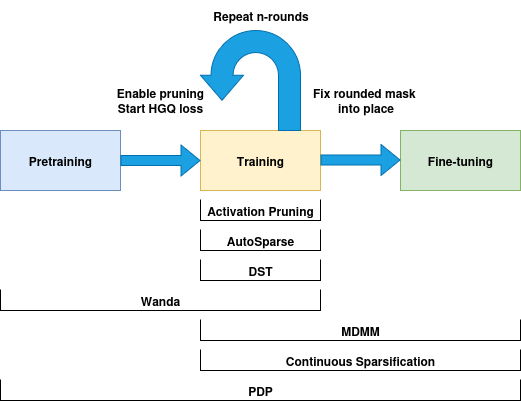 Repeat n-rounds
Enable pruning
Start HGQ loss
Fix rounded mask
into place
Pretraining
Training
Fine-tuning
Activation Pruning
AutoSparse
DST
Wanda
MDMM
Continuous Sparsification
PDP